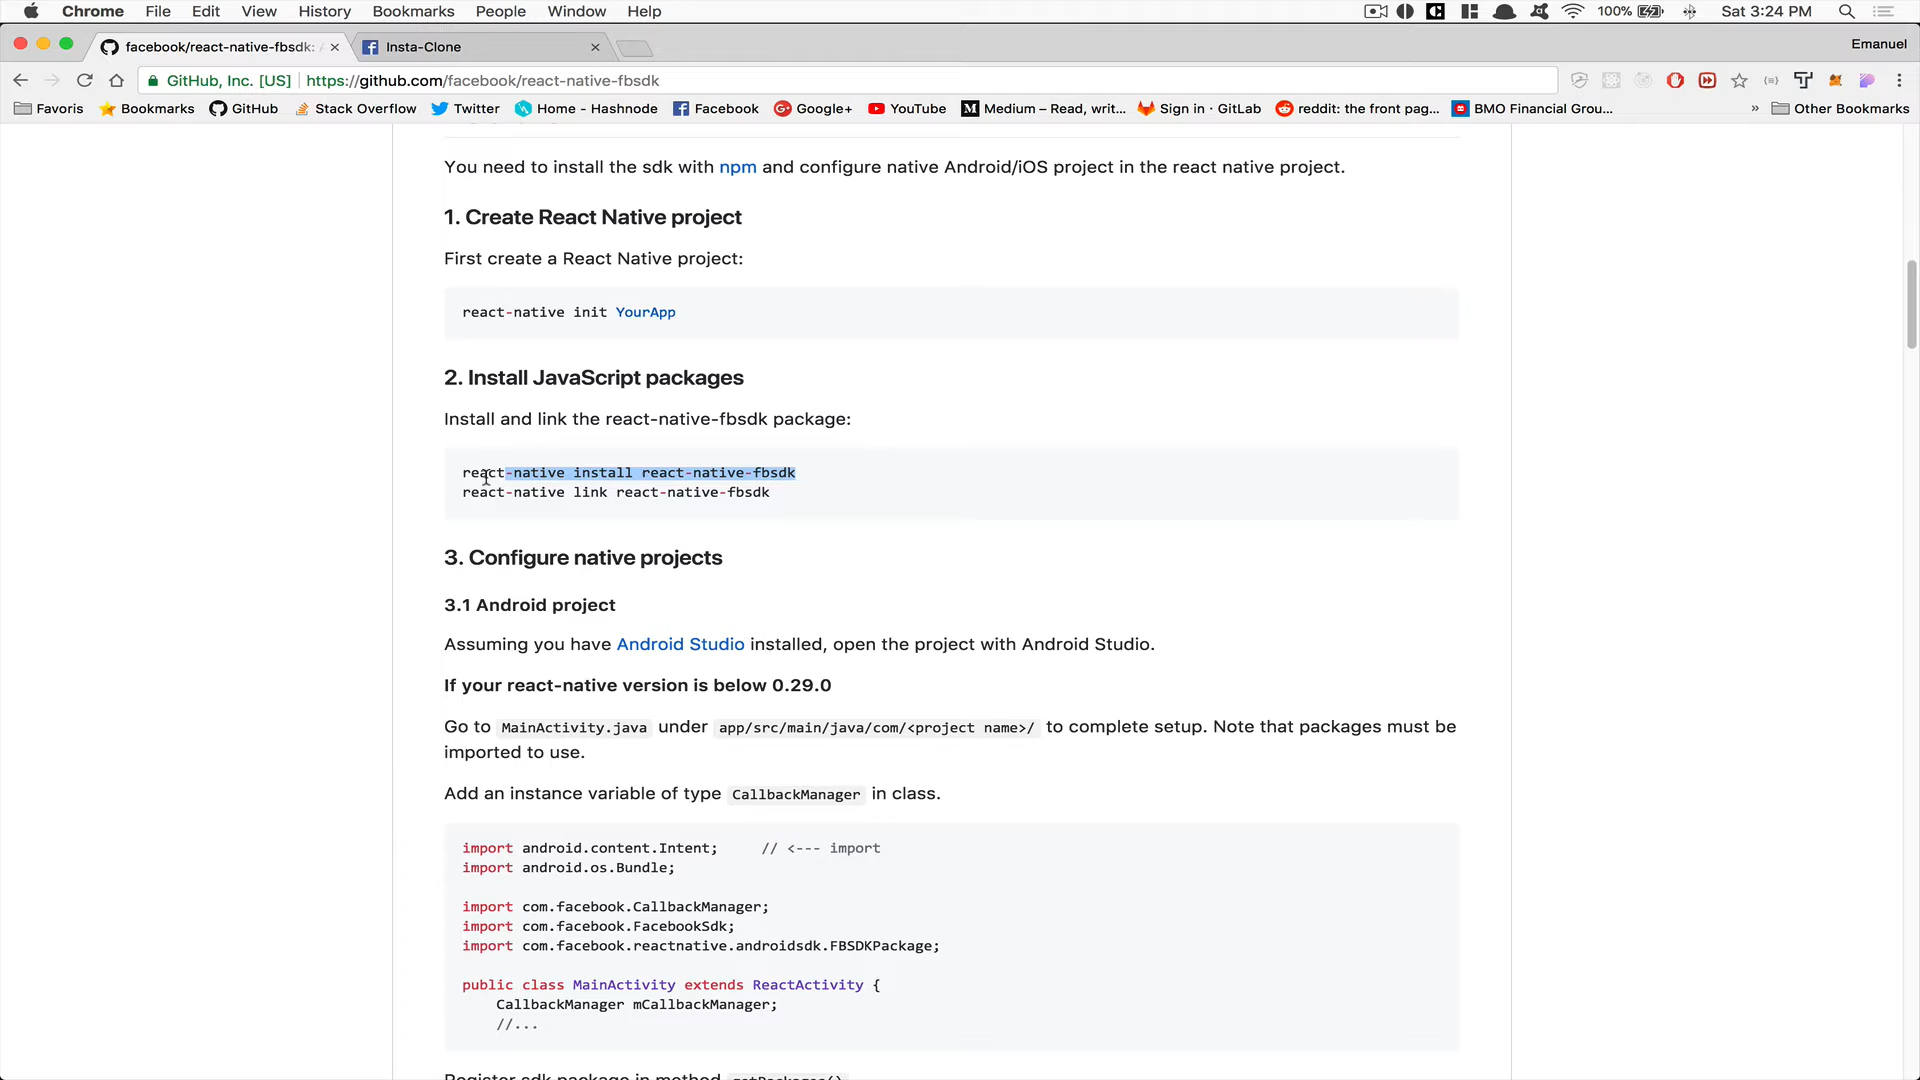 Chrome File Edit View History Bookmarks People Window Help 100% Sat 3:24 PM
facebook/react-native-fbsdk: Insta-Clone Emanuel
GitHub, Inc. [US] https://github.com/facebook/react-native-fbsdk
Favoris Bookmarks GitHub Stack Overflow Twitter Home - Hashnode Facebook Google+ YouTube Medium – Read, writ... Sign in · GitLab reddit: the front pag... BMO Financial Grou... » Other Bookmarks
You need to install the sdk with npm and configure native Android/iOS project in the react native project.
1. Create React Native project
First create a React Native project:
react-native init YourApp
2. Install JavaScript packages
Install and link the react-native-fbsdk package:
react-native install react-native-fbsdk
react-native link react-native-fbsdk
3. Configure native projects
3.1 Android project
Assuming you have Android Studio installed, open the project with Android Studio.
If your react-native version is below 0.29.0
Go to MainActivity.java under app/src/main/java/com/<project name>/ to complete setup. Note that packages must be
imported to use.
Add an instance variable of type CallbackManager in class.
import android.content.Intent; // <--- import
import android.os.Bundle;
import com.facebook.CallbackManager;
import com.facebook.FacebookSdk;
import com.facebook.reactnative.androidsdk.FBSDKPackage;
public class MainActivity extends ReactActivity {
CallbackManager mCallbackManager;
//...
Register sdk package in method getPackages()